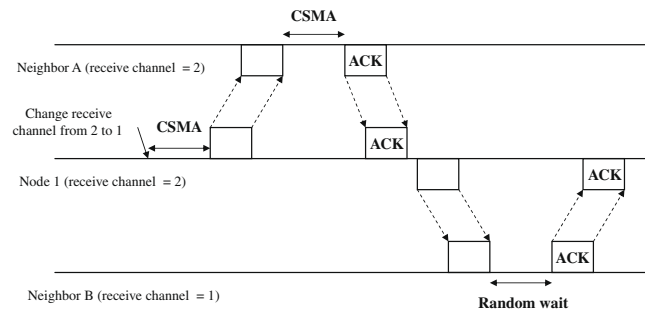 CSMA
Neighbor A (receive channel = 2)
ACK
Change receive
channel from 2 to 1
CSMA
ACK
Node 1 (receive channel = 2)
ACK
ACK
Neighbor B (receive channel = 1)
Random wait